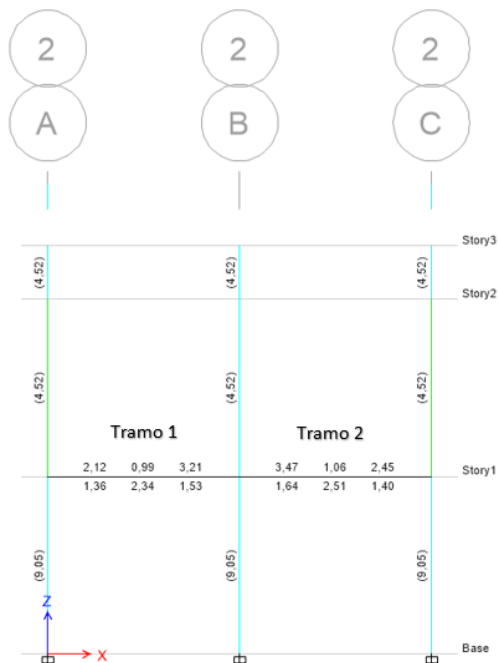 2 2 2
A B C
Story3
(4,52) (4,52) (4,52)
Story2
(4,52) (4,52) (4,52)
Tramo 1 Tramo 2
2,12 0,99 3,21 3,47 1,06 2,45
Story1
1,36 2,34 1,53 1,64 2,51 1,40
(9,05) (9,05) (9,05)
Z
X
Base